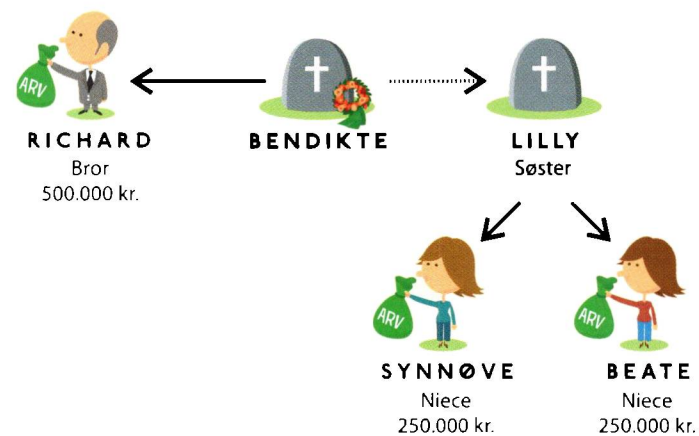 ARV
RICHARD
Bror
500.000 kr.
BENDIKTE
LILLY
Søster
ARV
SYNNØVE
Niece
250.000 kr.
ARV
BEATE
Niece
250.000 kr.